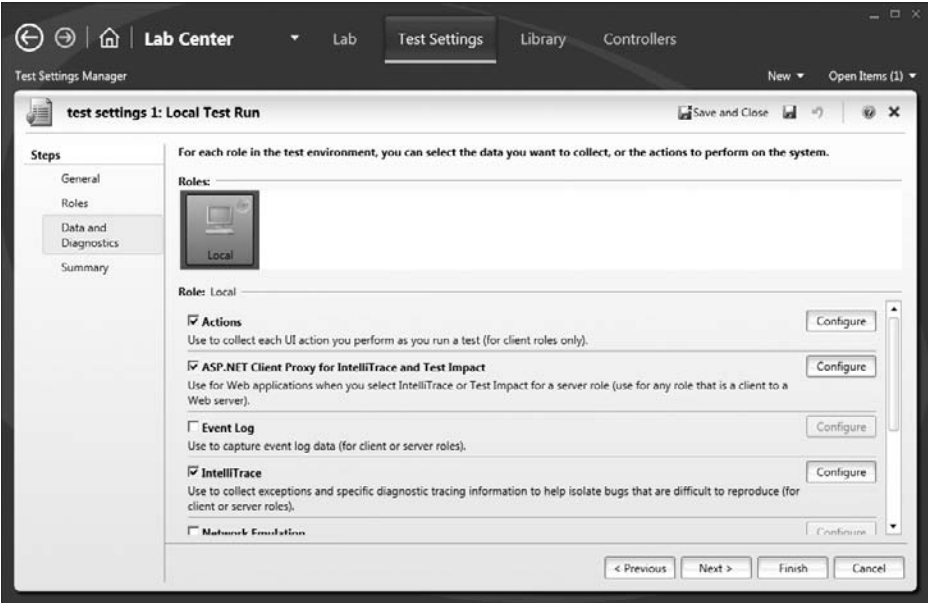 Lab Center Lab Test Settings Library Controllers
Test Settings Manager New Open Items (1)
test settings 1: Local Test Run Save and Close
Steps
General
Roles
Data and
Diagnostics
Summary
For each role in the test environment, you can select the data you want to collect, or the actions to perform on the system.
Roles:
Local
Role: Local
Actions Configure
Use to collect each UI action you perform as you run a test (for client roles only).
ASP.NET Client Proxy for IntelliTrace and Test Impact Configure
Use for Web applications when you select IntelliTrace or Test Impact for a server role (use for any role that is a client to a
Web server).
Event Log Configure
Use to capture event log data (for client or server roles).
IntelliTrace Configure
Use to collect exceptions and specific diagnostic tracing information to help isolate bugs that are difficult to reproduce (for
client or server roles).
Network Emulation Configure
< Previous Next > Finish Cancel